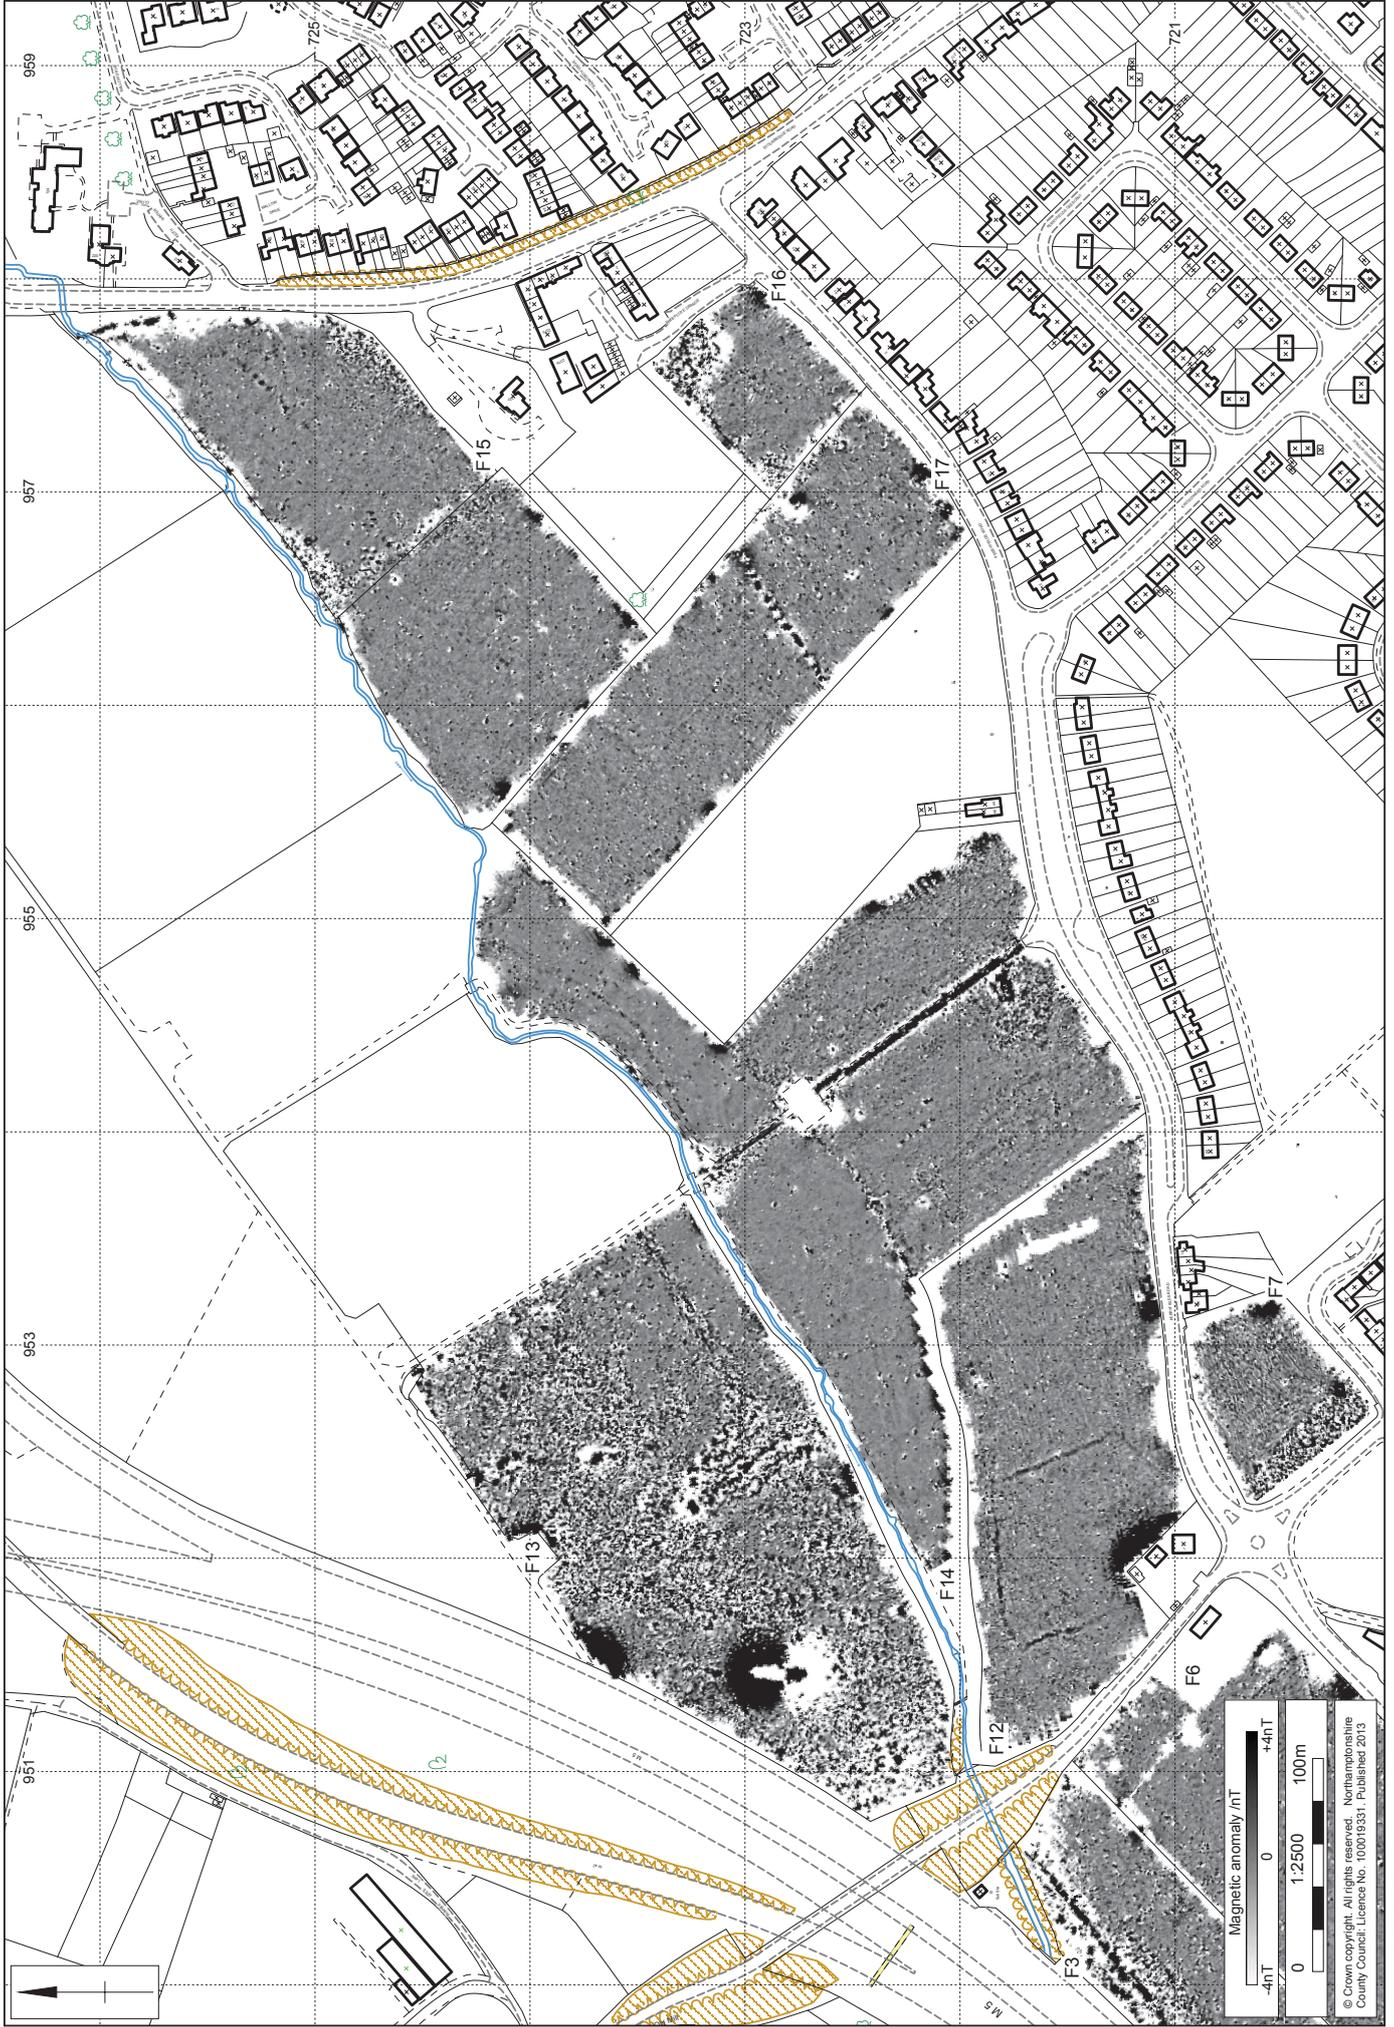 959
957
955
953
951
725
723
721
F15
F16
F17
F13
F14
F12
F7
F6
F3
M5
M5
Magnetic anomaly /nT
-4nT 0 +4nT
1:2500
0 100m
© Crown copyright. All rights reserved. Northamptonshire
County Council: Licence No. 100019331. Published 2013